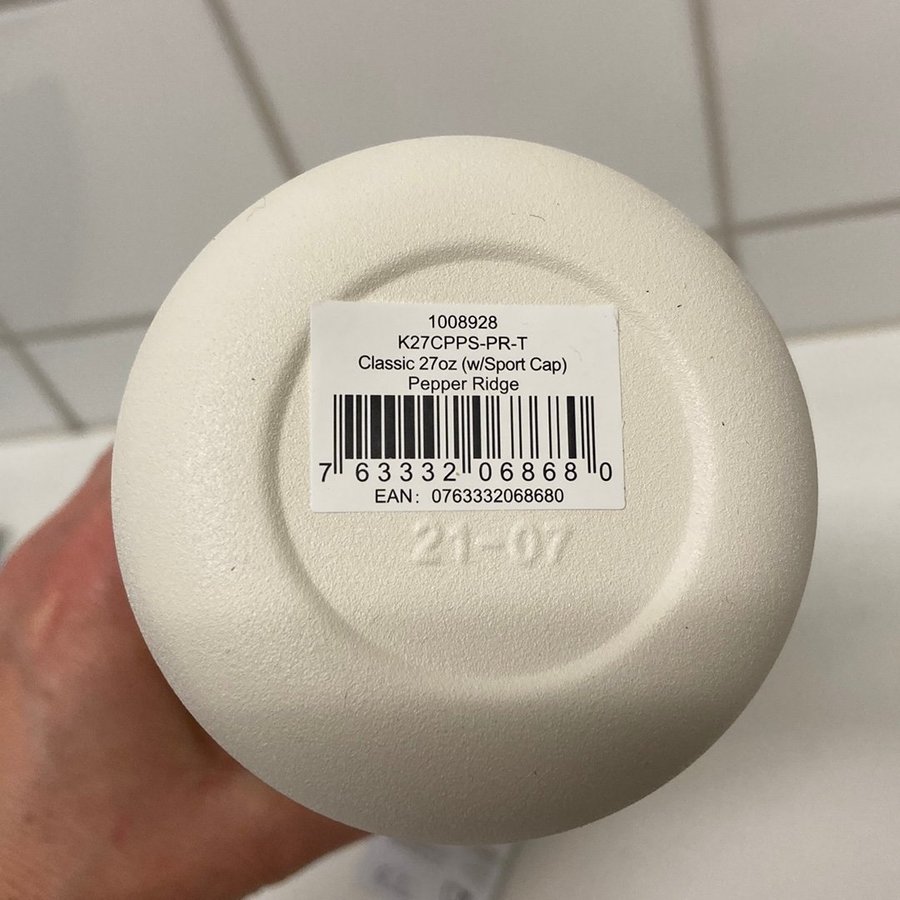 1008928
K27CPPS-PR-T
Classic 27oz (w/Sport Cap)
Pepper Ridge
7 63332 06868 0
EAN: 0763332068680
21-07